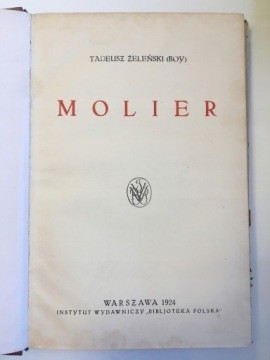 TADEUSZ ŻELEŃSKI (BOY)
MOLIER
WARSZAWA 1924
INSTYTUT WYDAWNICZY „BIBLJOTEKA POLSKA"